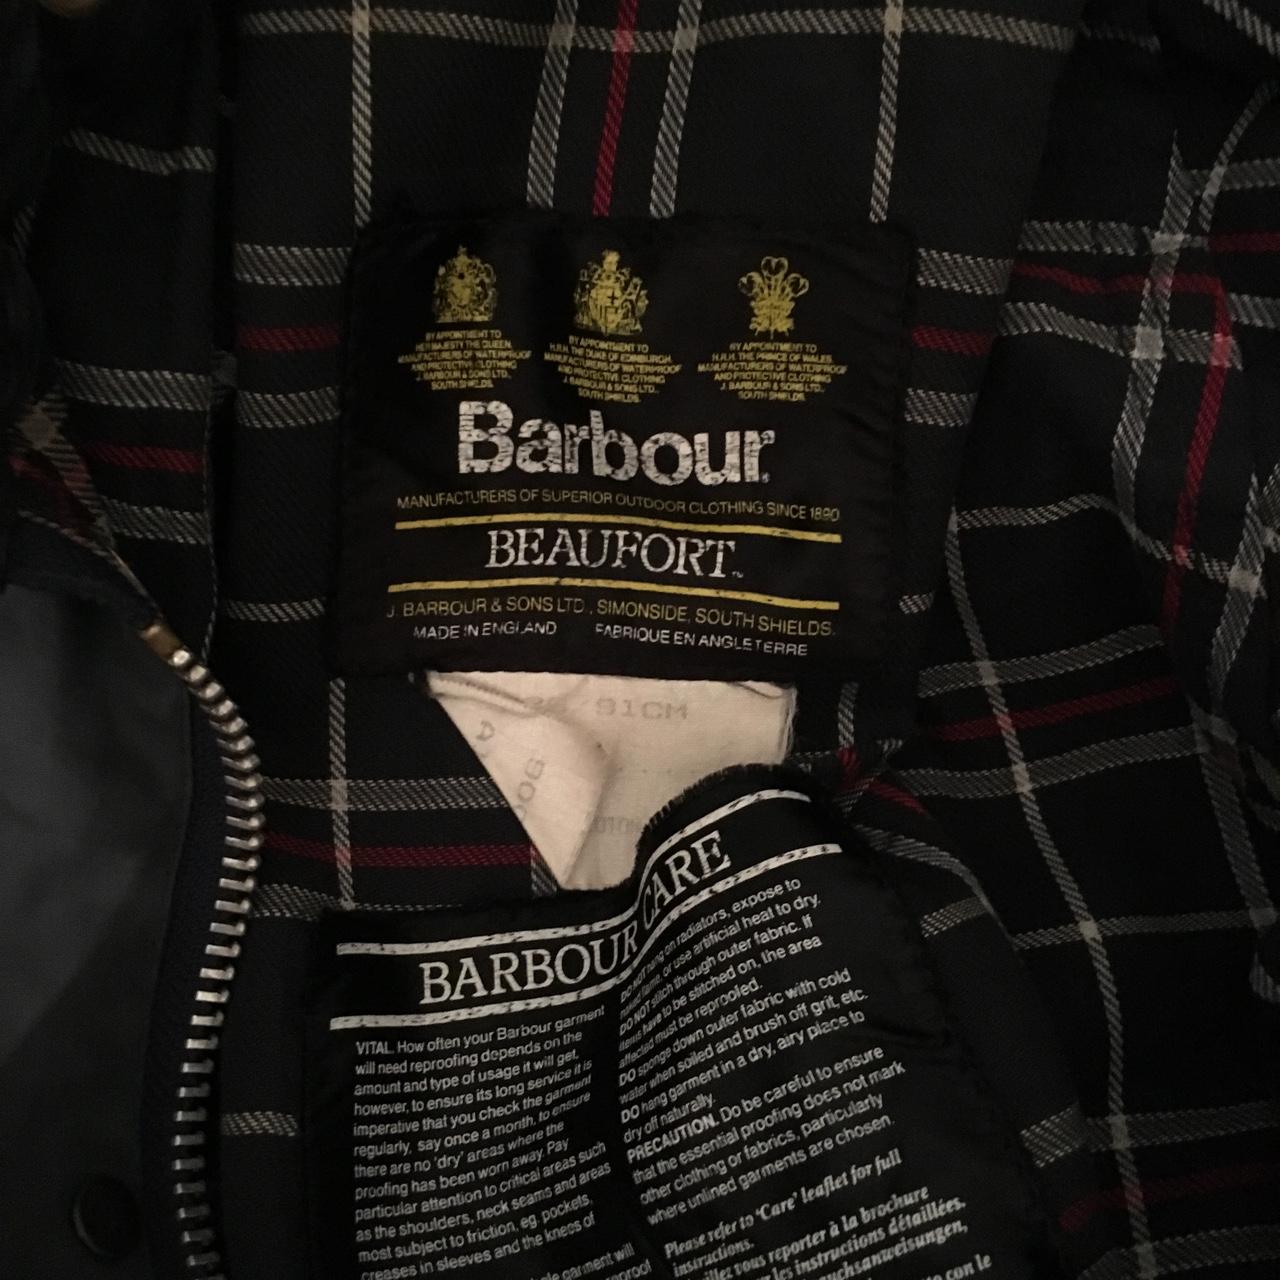 BY APPOINTMENT TO
HER MAJESTY THE QUEEN.
MANUFACTURERS OF WATERPROOF
AND PROTECTIVE CLOTHING
J. BARBOUR & SONS LTD.
SOUTH SHIELDS.
BY APPOINTMENT TO
H.R.H. THE DUKE OF EDINBURGH.
MANUFACTURERS OF WATERPROOF
AND PROTECTIVE CLOTHING
J. BARBOUR & SONS LTD.,
SOUTH SHIELDS.
BY APPOINTMENT TO
H.R.H. THE PRINCE OF WALES.
MANUFACTURERS OF WATERPROOF
AND PROTECTIVE CLOTHING
J. BARBOUR & SONS LTD.,
SOUTH SHIELDS.
Barbour
MANUFACTURERS OF SUPERIOR OUTDOOR CLOTHING SINCE 1890
BEAUFORT™
J. BARBOUR & SONS LTD., SIMONSIDE, SOUTH SHIELDS.
MADE IN ENGLAND FABRIQUE EN ANGLETERRE
/91CM
BARBOUR CARE
VITAL. How often your Barbour garment
will need reproofing depends on the
amount and type of usage it will get,
however, to ensure its long service it is
imperative that you check the garment
regularly, say once a month, to ensure
there are no 'dry' areas where the
proofing has been worn away. Pay
particular attention to critical areas such
as the shoulders, neck seams and areas
most subject to friction, eg. pockets,
creases in sleeves and the knees of
garment will
DO NOT hang on radiators, expose to
naked flame, or use artificial heat to dry.
DO NOT stitch through outer fabric. If
items have to be stitched on, the area
affected must be reproofed.
DO sponge down outer fabric with cold
water when soiled and brush off grit, etc.
DO hang garment in a dry, airy place to
dry off naturally.
PRECAUTION. Do be careful to ensure
that the essential proofing does not mark
other clothing or fabrics, particularly
where unlined garments are chosen.
Please refer to 'Care' leaflet for full
instructions.
vous reporter à la brochure
les instructions détaillées.
con le